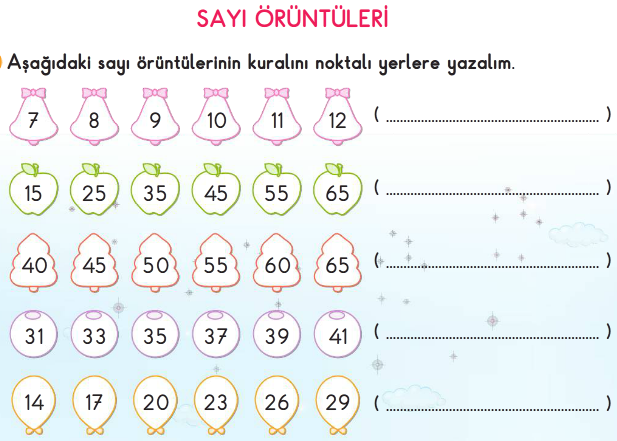 SAYI ÖRÜNTÜLERİ
Aşağıdaki sayı örüntülerinin kuralını noktalı yerlere yazalım.
7 8 9 10 11 12 ( .................................................. )
15 25 35 45 55 65 ( .................................................. )
40 45 50 55 60 65 ( .................................................. )
31 33 35 37 39 41 ( .................................................. )
14 17 20 23 26 29 ( .................................................. )